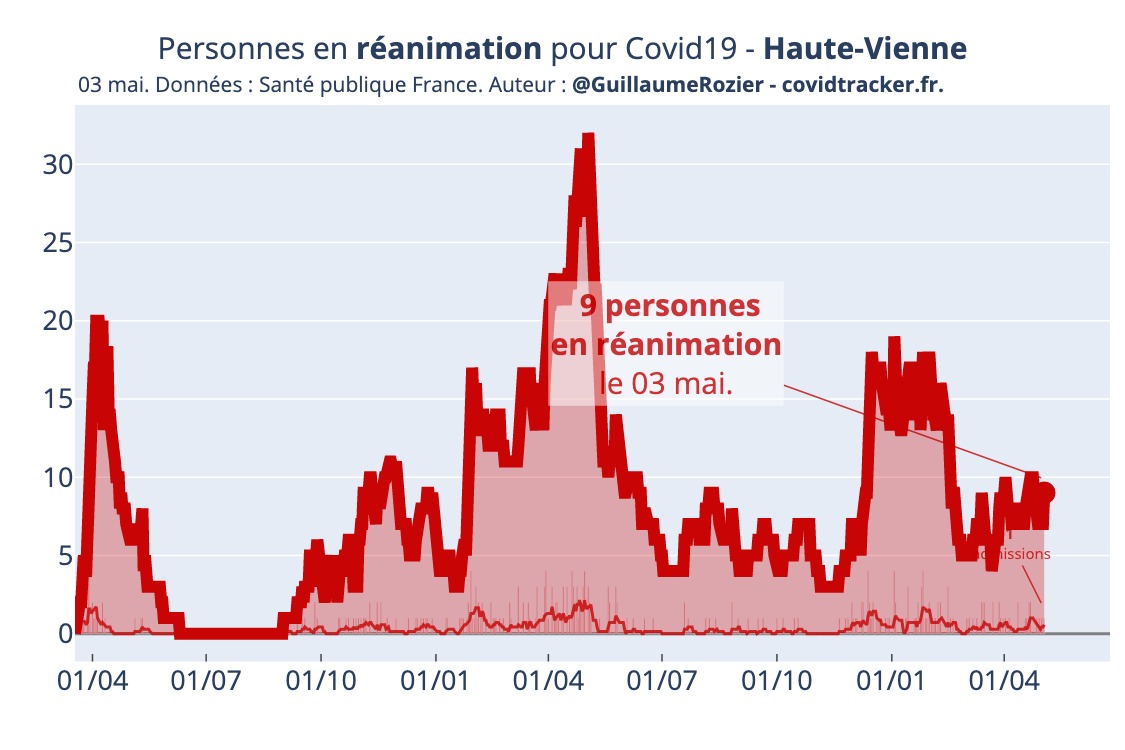 Personnes en réanimation pour Covid19 - Haute-Vienne
03 mai. Données : Santé publique France. Auteur : @GuillaumeRozier - covidtracker.fr.
30
25
20
15
10
5
0
9 personnes
en réanimation
le 03 mai.
01/04 01/07 01/10 01/01 01/04 01/07 01/10 01/01 01/04